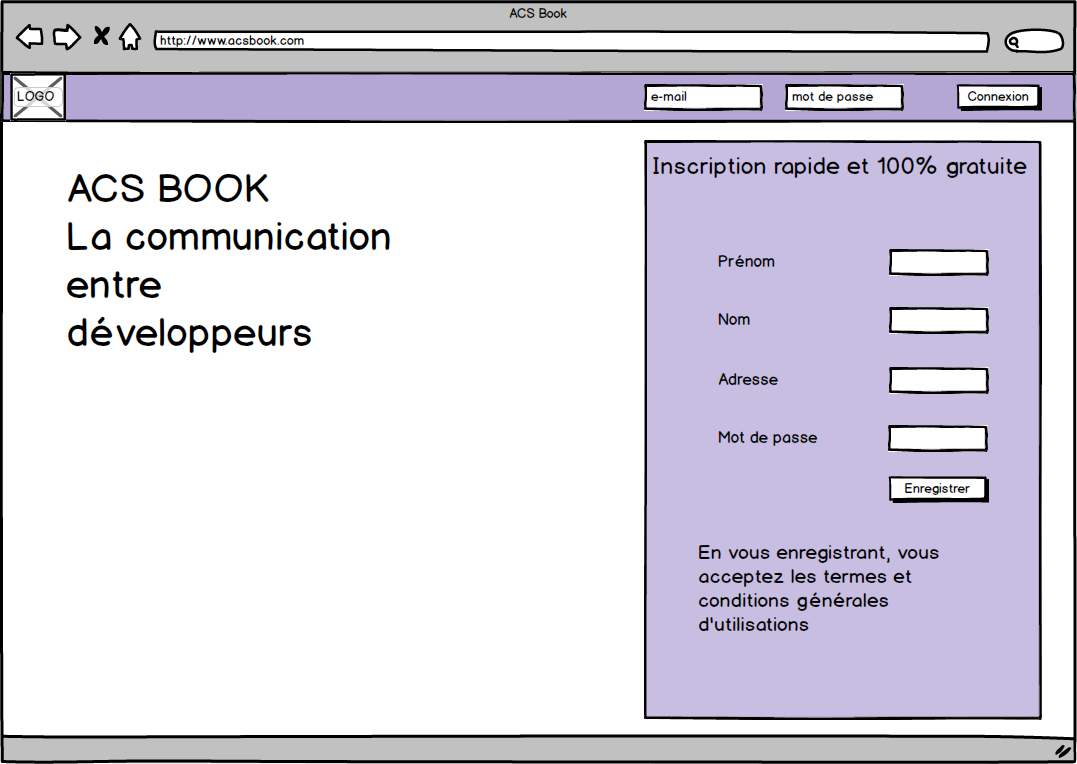 ACS Book
http://www.acsbook.com
LOGO
e-mail
mot de passe
Connexion
ACS BOOK
La communication
entre
développeurs
Inscription rapide et 100% gratuite
Prénom
Nom
Adresse
Mot de passe
Enregistrer
En vous enregistrant, vous
acceptez les termes et
conditions générales
d'utilisations